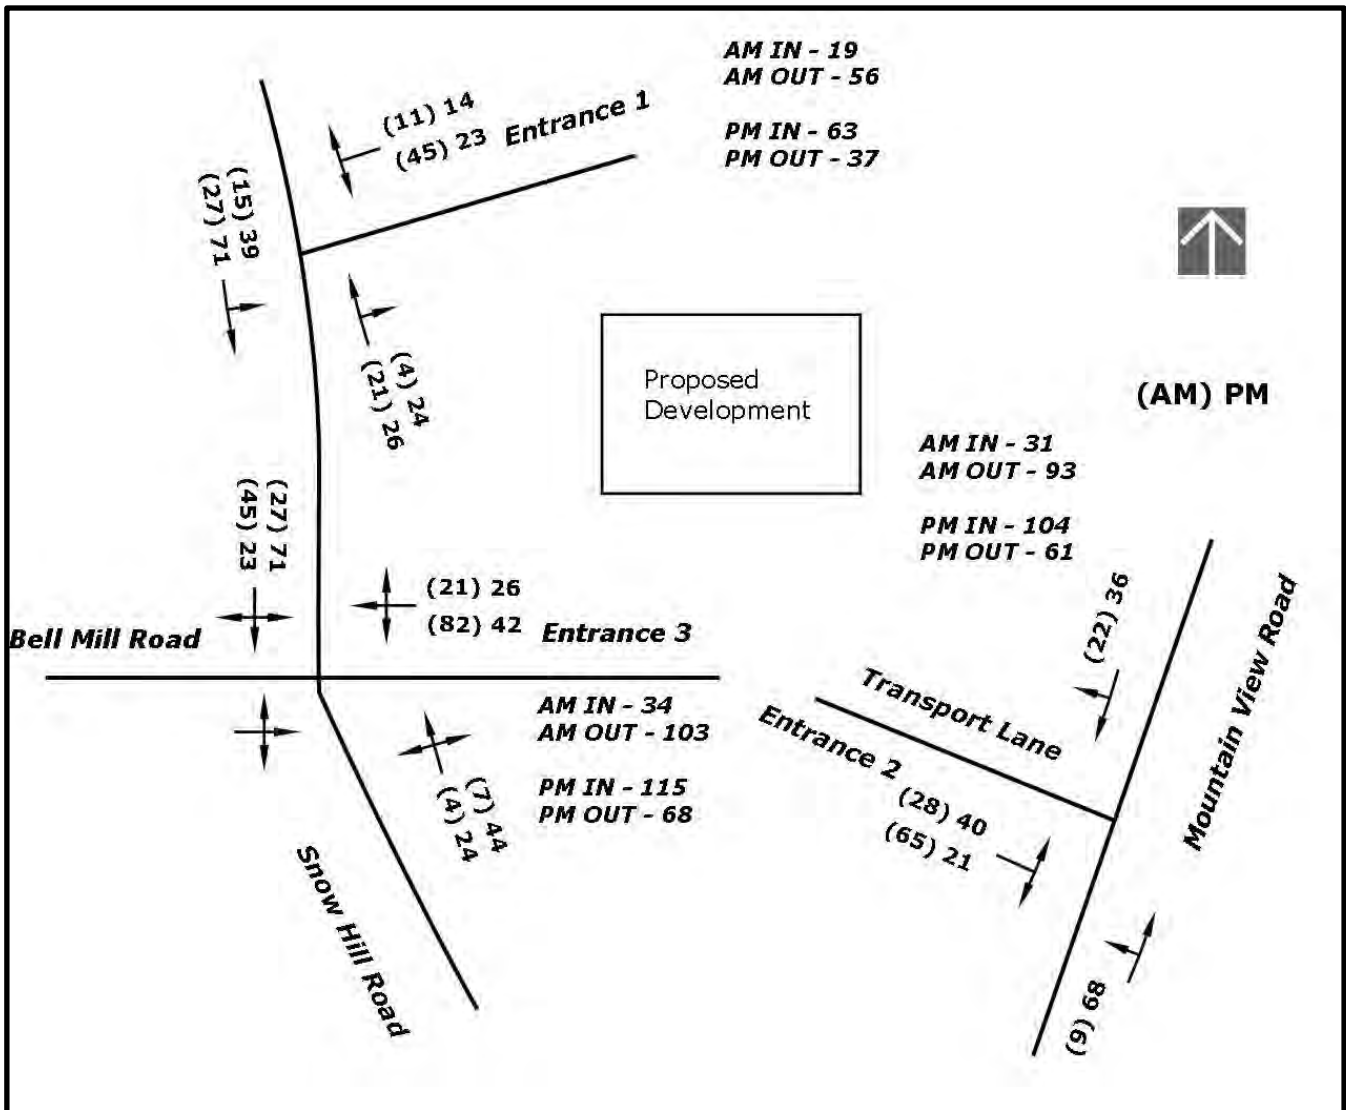 AM IN - 19
AM OUT - 56
PM IN - 63
PM OUT - 37
(11) 14
(45) 23
Entrance 1
(15) 39
(27) 71
(4) 24
(21) 26
Proposed
Development
(AM) PM
AM IN - 31
AM OUT - 93
PM IN - 104
PM OUT - 61
(27) 71
(45) 23
(21) 26
(82) 42
Entrance 3
Bell Mill Road
AM IN - 34
AM OUT - 103
PM IN - 115
PM OUT - 68
(7) 44
(4) 24
Snow Hill Road
(22) 36
Mountain View Road
Transport Lane
Entrance 2
(28) 40
(65) 21
(9) 68